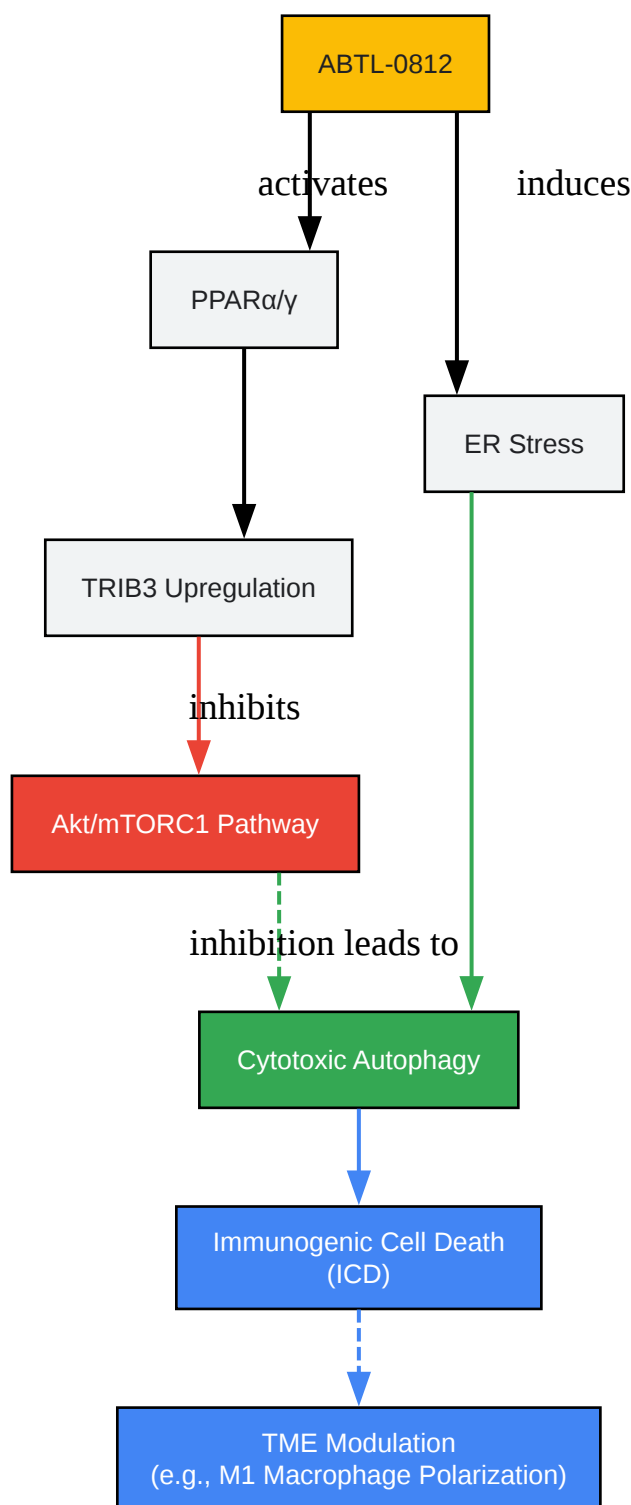 ABTL-0812
activates
induces
PPARα/γ
ER Stress
TRIB3 Upregulation
inhibits
Akt/mTORC1 Pathway
inhibition leads to
Cytotoxic Autophagy
Immunogenic Cell Death
(ICD)
TME Modulation
(e.g., M1 Macrophage Polarization)